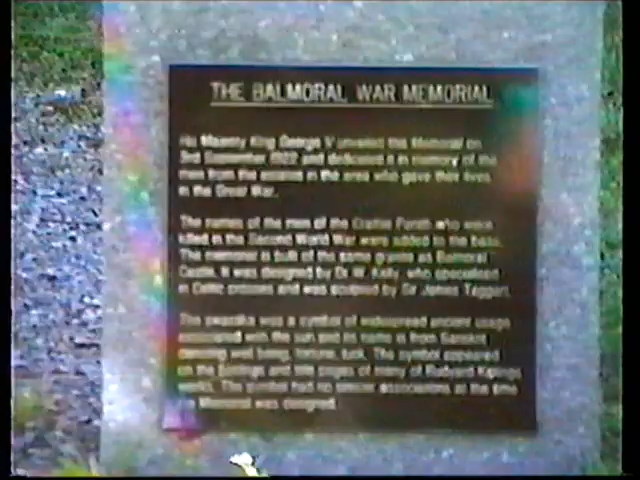 THE BALMORAL WAR MEMORIAL
His Majesty King George V unveiled this Memorial on
3rd September 1922 and dedicated it in memory of the
men from the estates in the area who gave their lives
in the Great War.
The names of the men of the Crathie Parish who were
killed in the Second World War were added to the base.
The memorial is built of the same granite as Balmoral
Castle. It was designed by Dr W. Kelly, who specialised
in Celtic crosses and was sculpted by Sir James Taggart.
The swastika was a symbol of widespread ancient usage
associated with the sun and its name is from Sanskrit
meaning well being, fortune, luck. The symbol appeared
on the bindings and title pages of many of Rudyard Kiplings
works. The symbol had no sinister associations at the time
Memorial was designed.